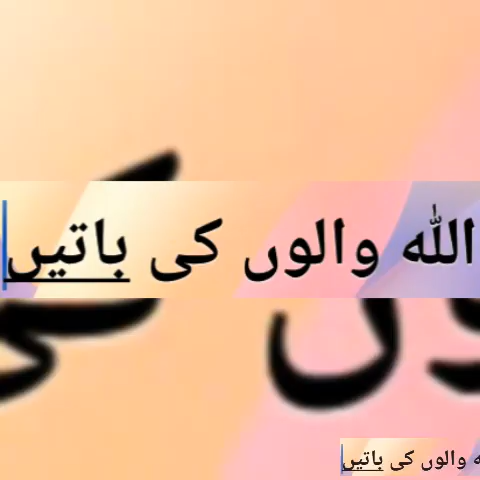 اللہ والوں کی باتیں
والوں کی باتیں